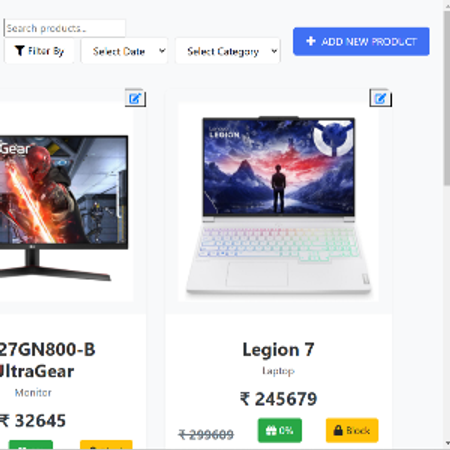 Search products...
Filter By
Select Date
Select Category
+ ADD NEW PRODUCT
Gear
LEGION
27GN800-B
UltraGear
Monitor
₹ 32645
Legion 7
Laptop
₹ 245679
₹ 299609
0%
Block